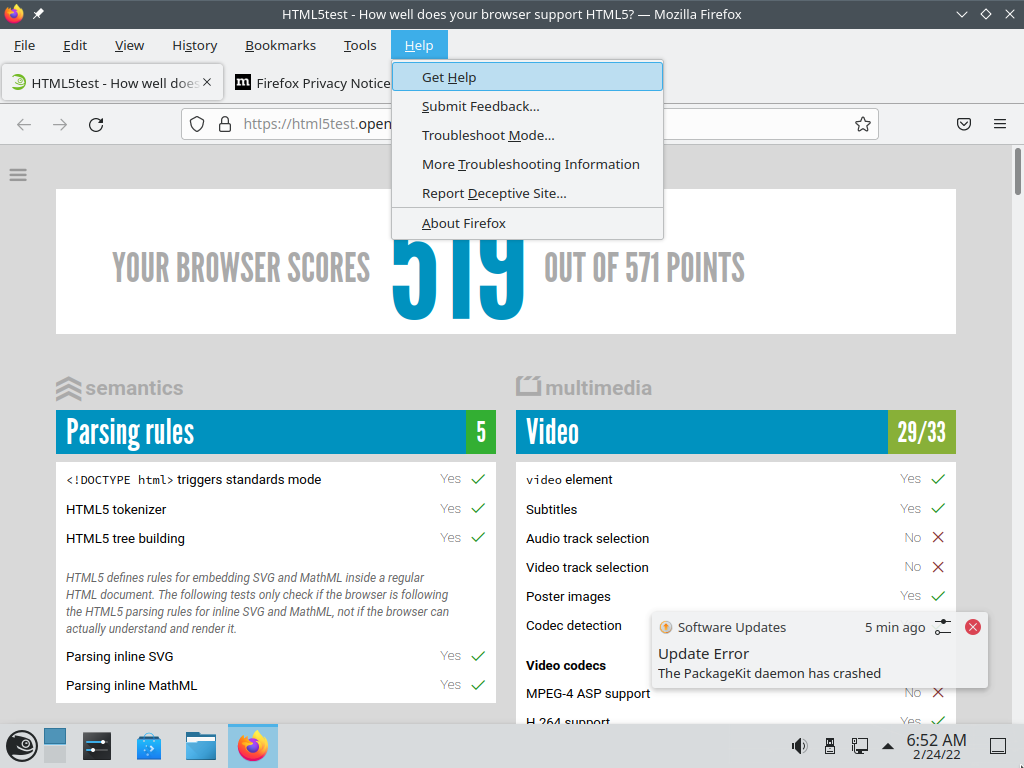 HTML5test - How well does your browser support HTML5? — Mozilla Firefox
File Edit View History Bookmarks Tools Help
HTML5test - How well does
m Firefox Privacy Notice
https://html5test.open
Get Help
Submit Feedback...
Troubleshoot Mode...
More Troubleshooting Information
Report Deceptive Site...
About Firefox
YOUR BROWSER SCORES 519 OUT OF 571 POINTS
semantics
Parsing rules 5
<!DOCTYPE html> triggers standards mode Yes
HTML5 tokenizer Yes
HTML5 tree building Yes
HTML5 defines rules for embedding SVG and MathML inside a regular
HTML document. The following tests only check if the browser is following
the HTML5 parsing rules for inline SVG and MathML, not if the browser can
actually understand and render it.
Parsing inline SVG Yes
Parsing inline MathML Yes
multimedia
Video 29/33
video element Yes
Subtitles Yes
Audio track selection No
Video track selection No
Poster images Yes
Codec detection
Video codecs
MPEG-4 ASP support No
H.264 support Yes
Software Updates 5 min ago
Update Error
The PackageKit daemon has crashed
6:52 AM
2/24/22